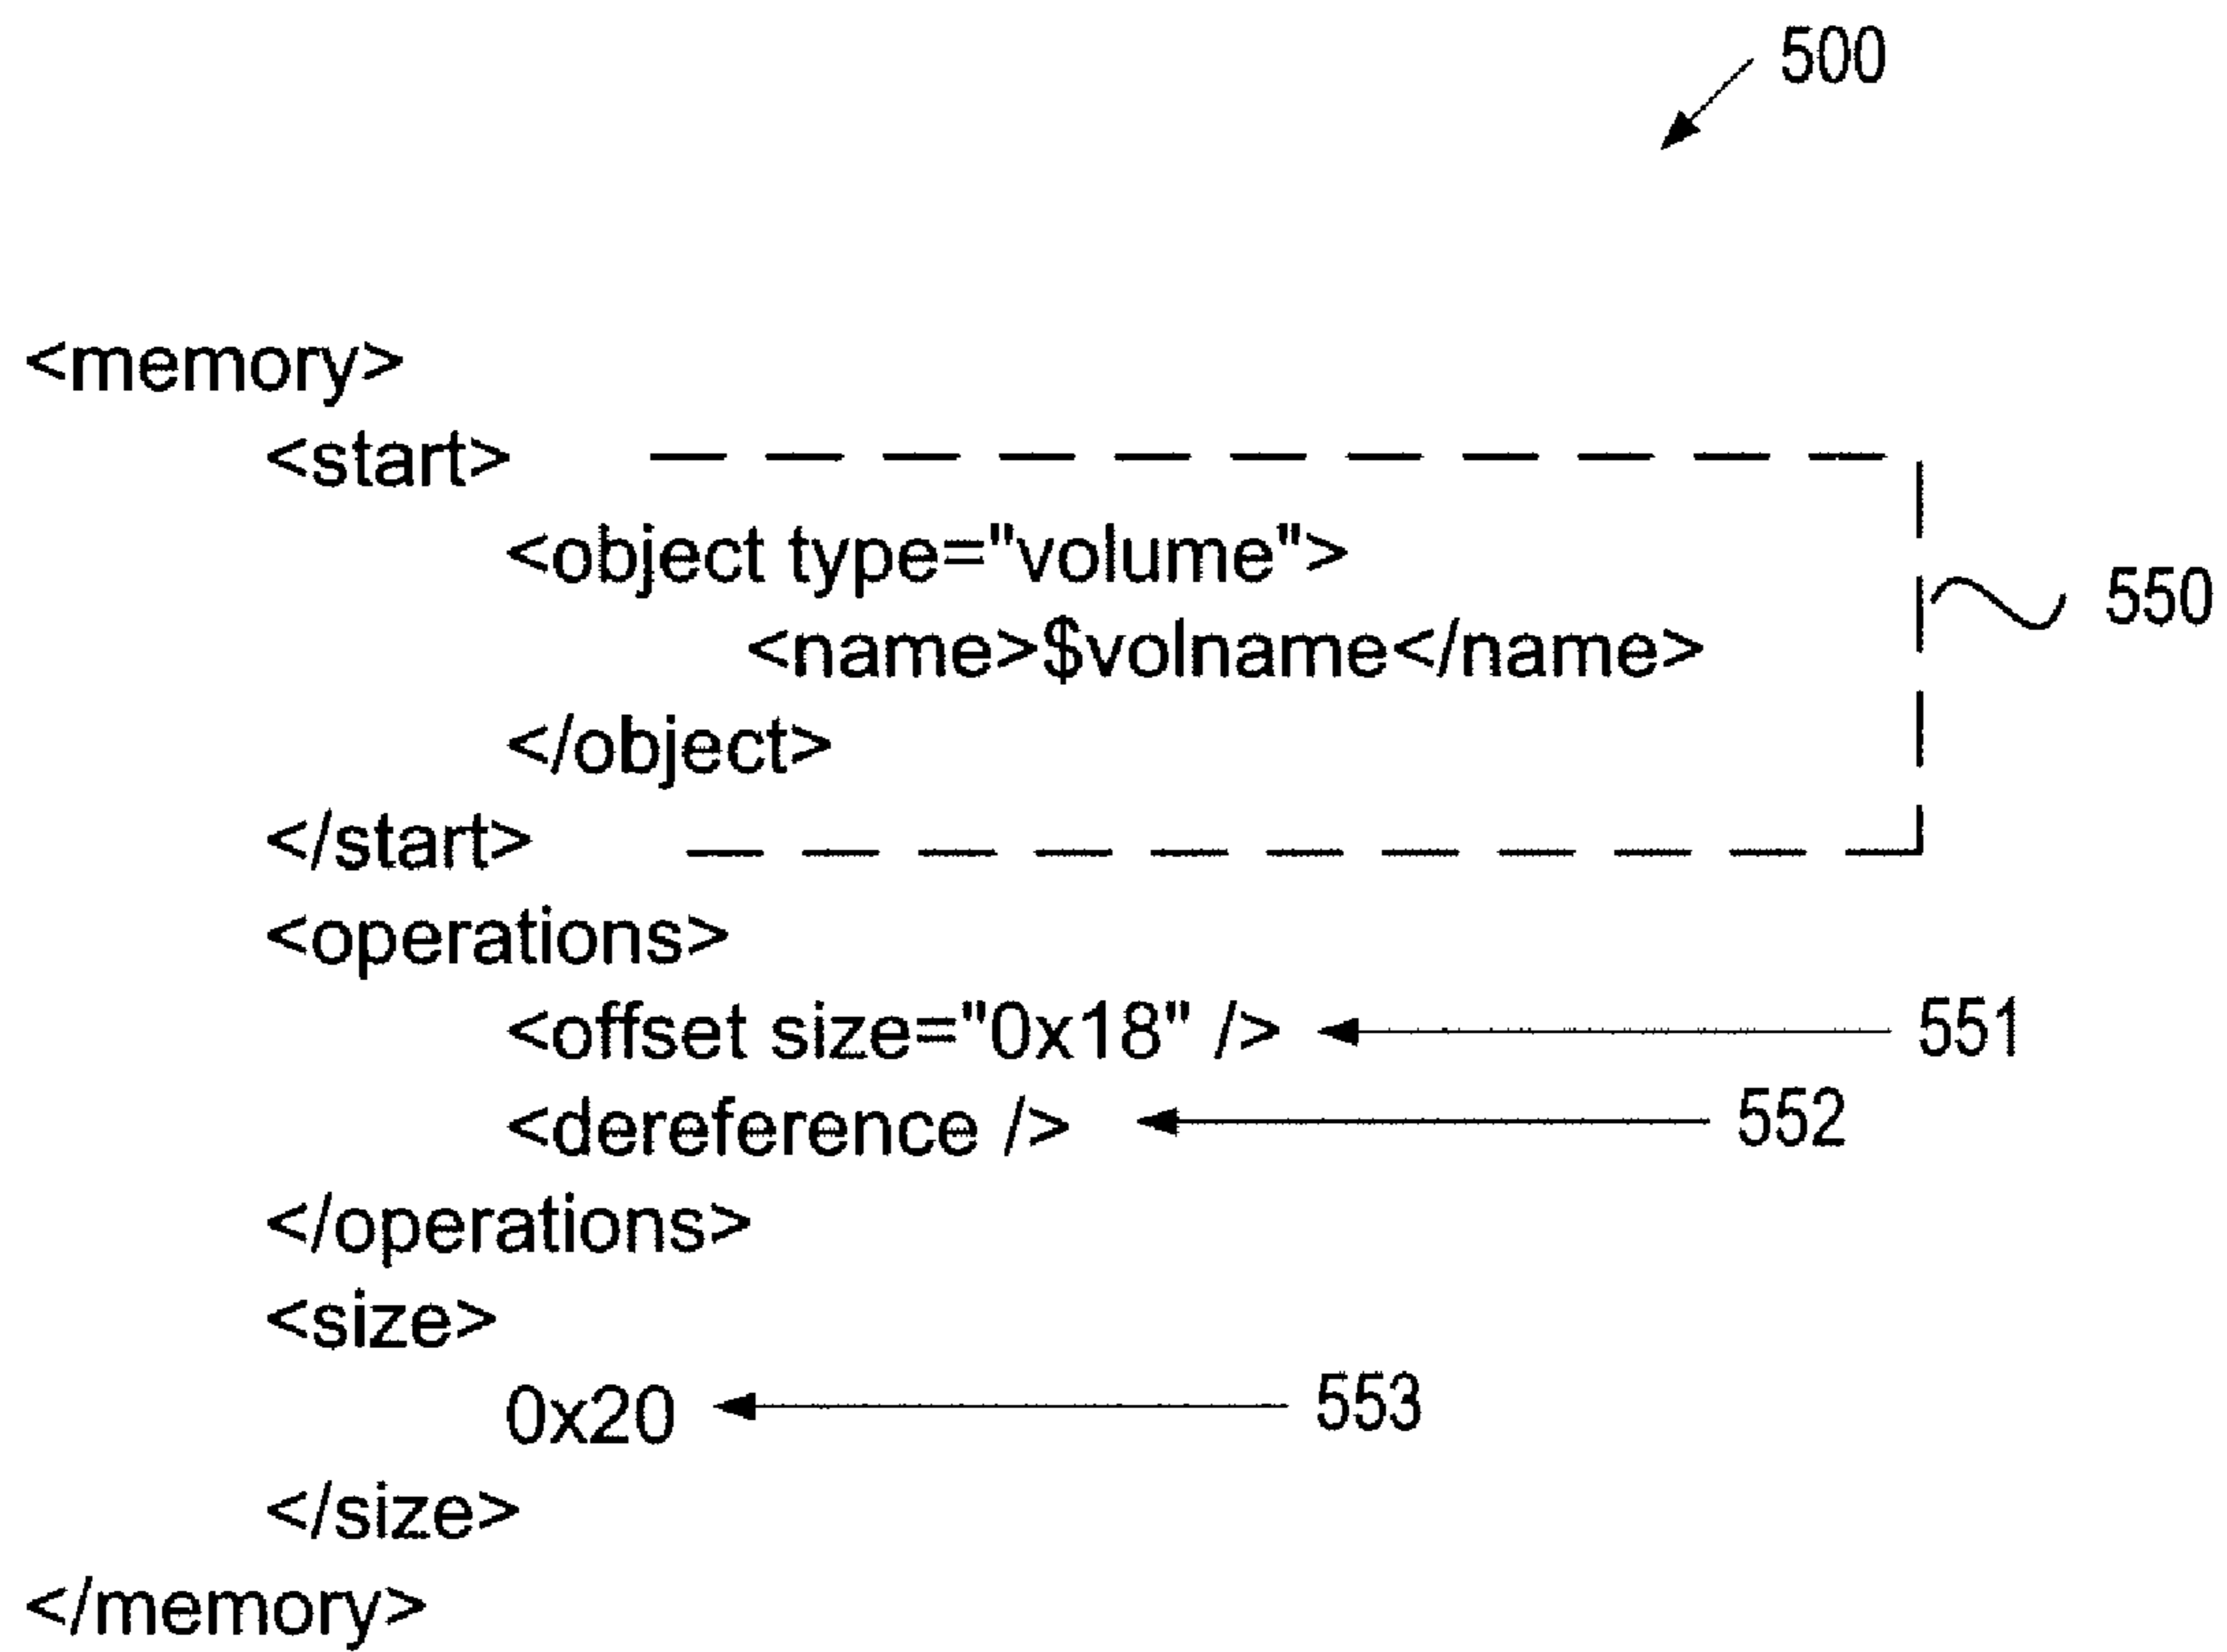 500
<memory>
<start>
<object type="volume">
<name>$volname</name>
550
</object>
</start>
<operations>
<offset size="0x18" /> 551
<dereference /> 552
</operations>
<size>
0x20 553
</size>
</memory>